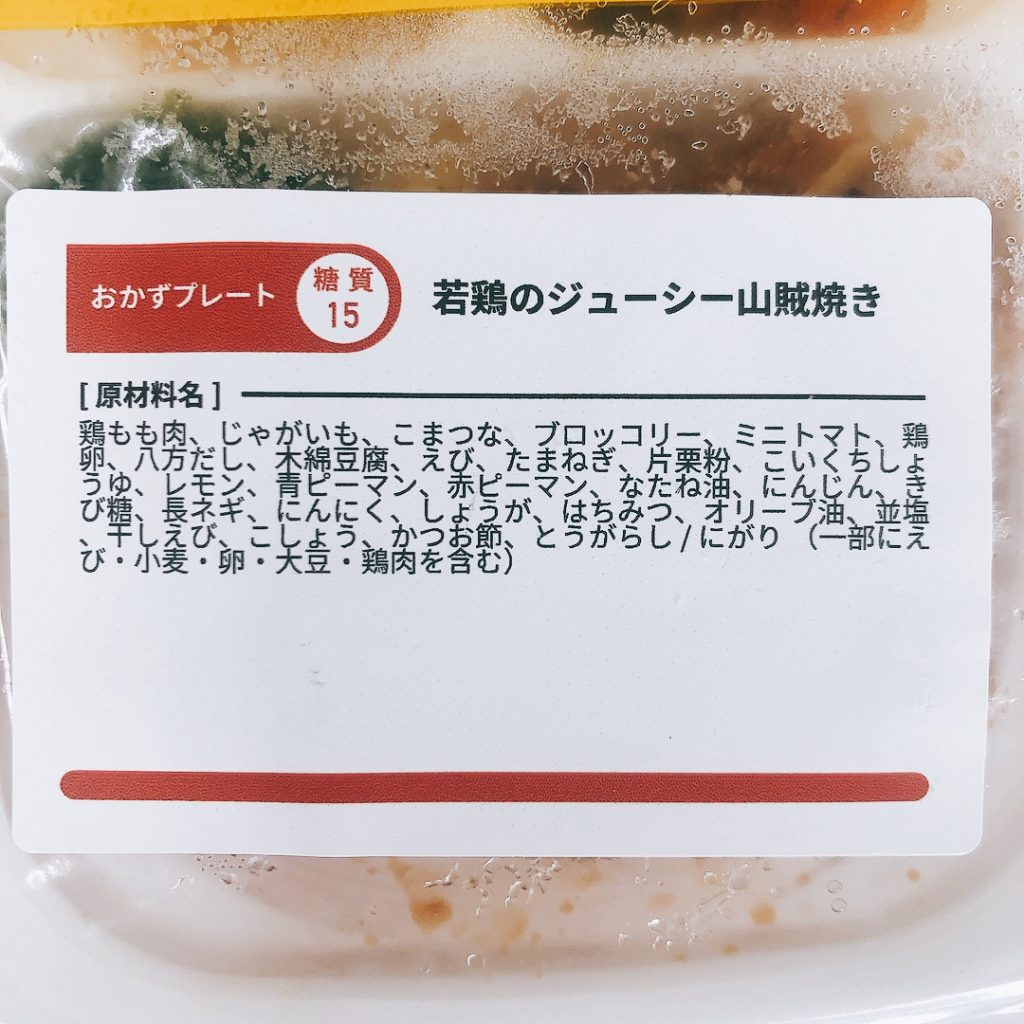 おかずプレート
糖質
15
若鶏のジューシー山賊焼き
[ 原材料名 ]
鶏もも肉、じゃがいも、こまつな、ブロッコリー、ミニトマト、鶏
卵、八方だし、木綿豆腐、えび、たまねぎ、片栗粉、こいくちしょ
うゆ、レモン、青ピーマン、赤ピーマン、なたね油、にんじん、き
び糖、長ネギ、にんにく、しょうが、はちみつ、オリーブ油、並塩
、干しえび、こしょう、かつお節、とうがらし / にがり （一部にえ
び・小麦・卵・大豆・鶏肉を含む）